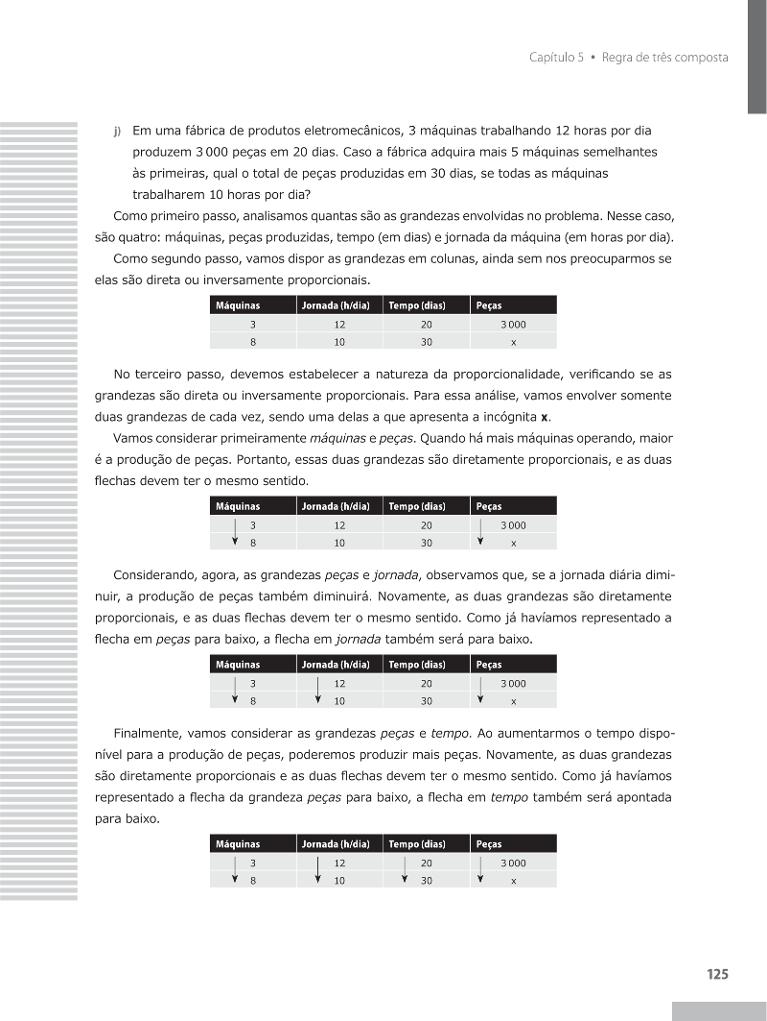 Capítulo 5 • Regra de três composta
j) Em uma fábrica de produtos eletromecânicos, 3 máquinas trabalhando 12 horas por dia
produzem 3 000 peças em 20 dias. Caso a fábrica adquira mais 5 máquinas semelhantes
às primeiras, qual o total de peças produzidas em 30 dias, se todas as máquinas
trabalharem 10 horas por dia?
Como primeiro passo, analisamos quantas são as grandezas envolvidas no problema. Nesse caso,
são quatro: máquinas, peças produzidas, tempo (em dias) e jornada da máquina (em horas por dia).
Como segundo passo, vamos dispor as grandezas em colunas, ainda sem nos preocuparmos se
elas são direta ou inversamente proporcionais.
Máquinas Jornada (h/dia) Tempo (dias) Peças
3 12 20 3 000
8 10 30 x
No terceiro passo, devemos estabelecer a natureza da proporcionalidade, verificando se as
grandezas são direta ou inversamente proporcionais. Para essa análise, vamos envolver somente
duas grandezas de cada vez, sendo uma delas a que apresenta a incógnita x.
Vamos considerar primeiramente máquinas e peças. Quando há mais máquinas operando, maior
é a produção de peças. Portanto, essas duas grandezas são diretamente proporcionais, e as duas
flechas devem ter o mesmo sentido.
Máquinas Jornada (h/dia) Tempo (dias) Peças
3 12 20 3 000
8 10 30 x
Considerando, agora, as grandezas peças e jornada, observamos que, se a jornada diária dimi-
nuir, a produção de peças também diminuirá. Novamente, as duas grandezas são diretamente
proporcionais, e as duas flechas devem ter o mesmo sentido. Como já havíamos representado a
flecha em peças para baixo, a flecha em jornada também será para baixo.
Máquinas Jornada (h/dia) Tempo (dias) Peças
3 12 20 3 000
8 10 30 x
Finalmente, vamos considerar as grandezas peças e tempo. Ao aumentarmos o tempo dispo-
nível para a produção de peças, poderemos produzir mais peças. Novamente, as duas grandezas
são diretamente proporcionais e as duas flechas devem ter o mesmo sentido. Como já havíamos
representado a flecha da grandeza peças para baixo, a flecha em tempo também será apontada
para baixo.
Máquinas Jornada (h/dia) Tempo (dias) Peças
3 12 20 3 000
8 10 30 x
125